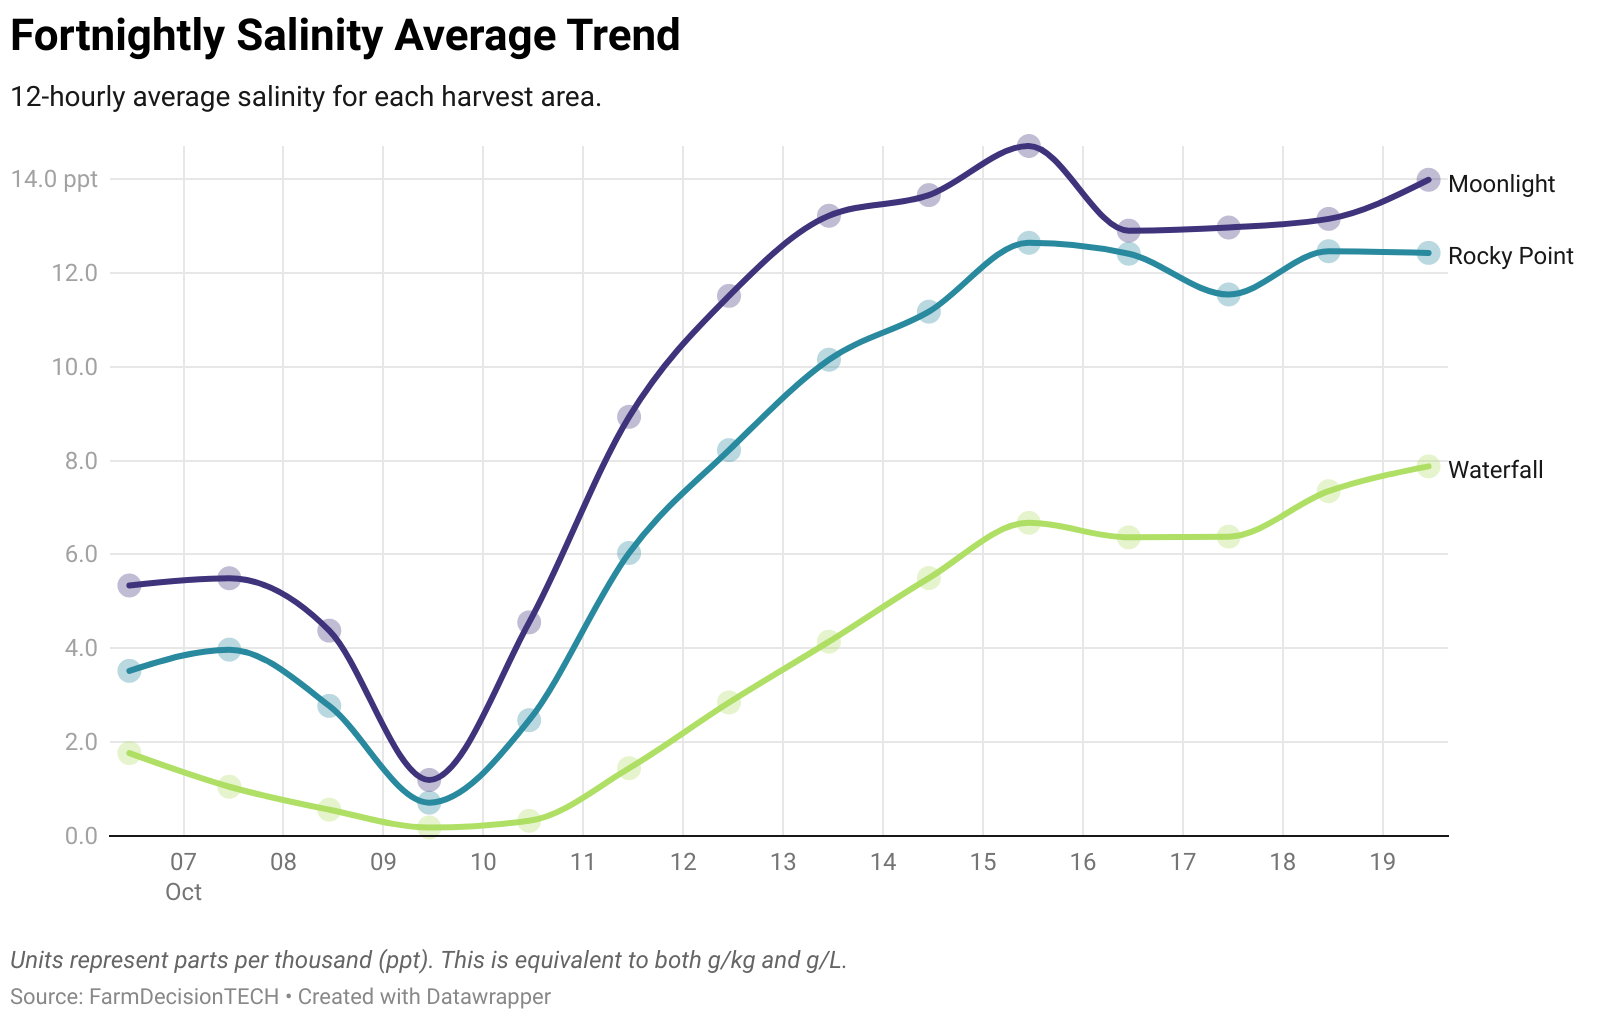 Fortnightly Salinity Average Trend
12-hourly average salinity for each harvest area.
14.0 ppt
12.0
10.0
8.0
6.0
4.0
2.0
0.0
Moonlight
Rocky Point
Waterfall
07 08 09 10 11 12 13 14 15 16 17 18 19
Oct
Units represent parts per thousand (ppt). This is equivalent to both g/kg and g/L.
Source: FarmDecisionTECH • Created with Datawrapper